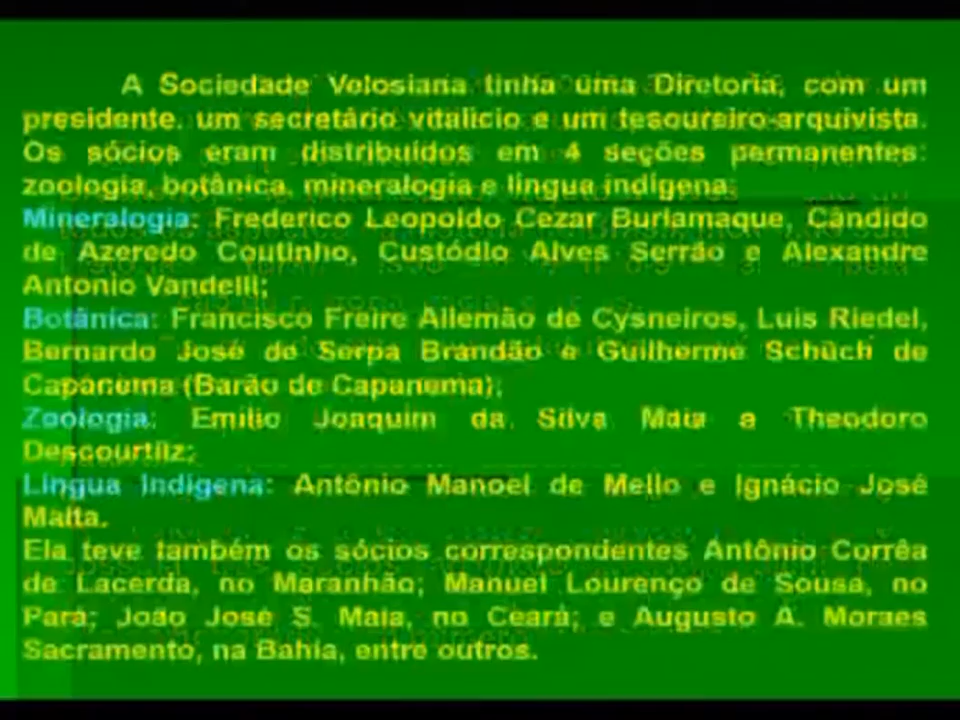 A Sociedade Velosiana tinha uma Diretoria, com um
presidente, um secretário vitalício e um tesoureiro-arquivista.
Os sócios eram distribuídos em 4 seções permanentes:
zoologia, botânica, mineralogia e língua indígena:
Mineralogia: Frederico Leopoldo Cezar Burlamaque, Cândido
de Azeredo Coutinho, Custódio Alves Serrão e Alexandre
Antonio Vandelli;
Botânica: Francisco Freire Allemão de Cysneiros, Luis Riedel,
Bernardo José de Serpa Brandão e Guilherme Schüch de
Capanema (Barão de Capanema);
Zoologia: Emílio Joaquim da Silva Maia e Theodoro
Descourtilz;
Língua Indígena: Antônio Manoel de Mello e Ignácio José
Malta.
Ela teve também os sócios correspondentes Antônio Corrêa
de Lacerda, no Maranhão; Manuel Lourenço de Sousa, no
Pará; João José S. Maia, no Ceará; e Augusto A. Moraes
Sacramento, na Bahia, entre outros.